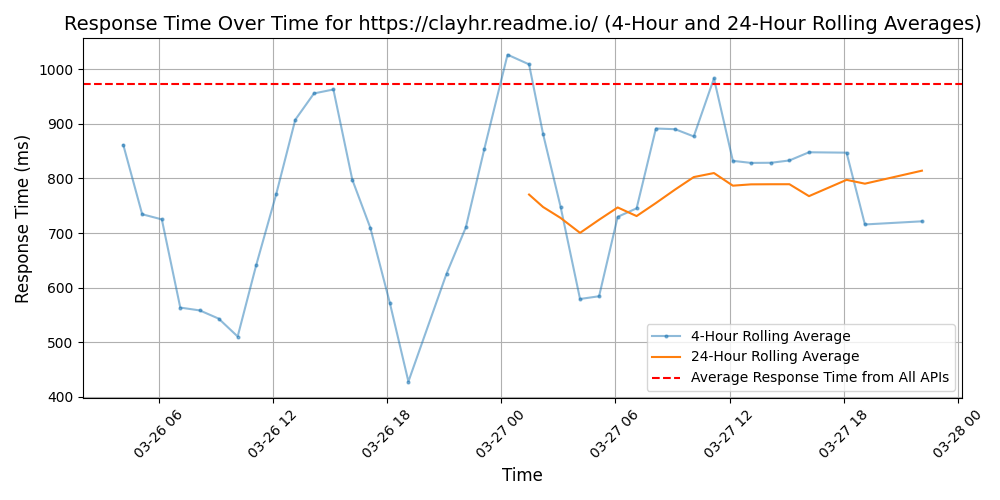 Response Time Over Time for https://clayhr.readme.io/ (4-Hour and 24-Hour Rolling Averages)
Response Time (ms)
1000
900
800
700
600
500
400
4-Hour Rolling Average
24-Hour Rolling Average
Average Response Time from All APIs
03-26 06
03-26 12
03-26 18
03-27 00
03-27 06
03-27 12
03-27 18
03-28 00
Time